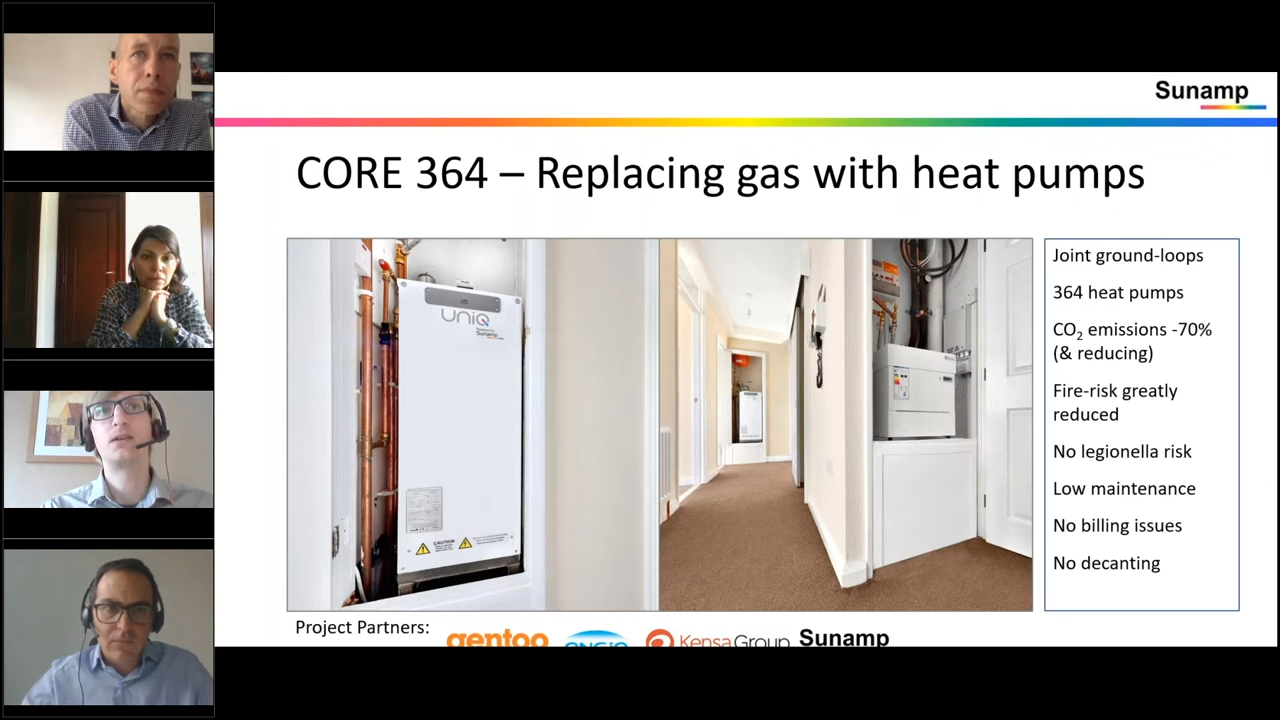 Sunamp
CORE 364 – Replacing gas with heat pumps
UniQ
Sunamp
CAUTION
Joint ground-loops
364 heat pumps
CO₂ emissions -70%
(& reducing)
Fire-risk greatly
reduced
No legionella risk
Low maintenance
No billing issues
No decanting
Project Partners:
gentoo
ENGIE
Kensa Group
Sunamp